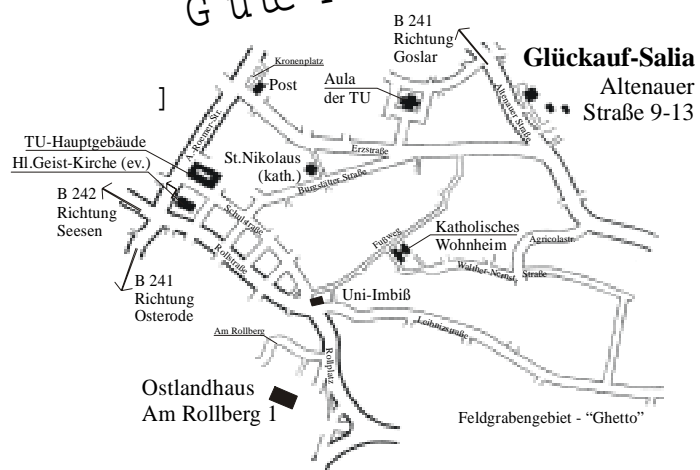 B 241
Richtung
Goslar
Glückauf-Salia
Altenauer
Straße 9-13
Kronenplatz
Post
Aula
der TU
]
Altenauer Straße
A.-Roemer-St.
TU-Hauptgebäude
Hl.Geist-Kirche (ev.)
St.Nikolaus
(kath.)
Erzstraße
Burgstätter Straße
B 242
Richtung
Seesen
Schulstraße
Rollstraße
Fußweg
Katholisches
Wohnheim
Agricolastr.
Walther-Nernst-
Straße
B 241
Richtung
Osterode
Uni-Imbiß
Leibnizstraße
Am Rollberg
Rollplatz
Ostlandhaus
Am Rollberg 1
Feldgrabengebiet - “Ghetto”